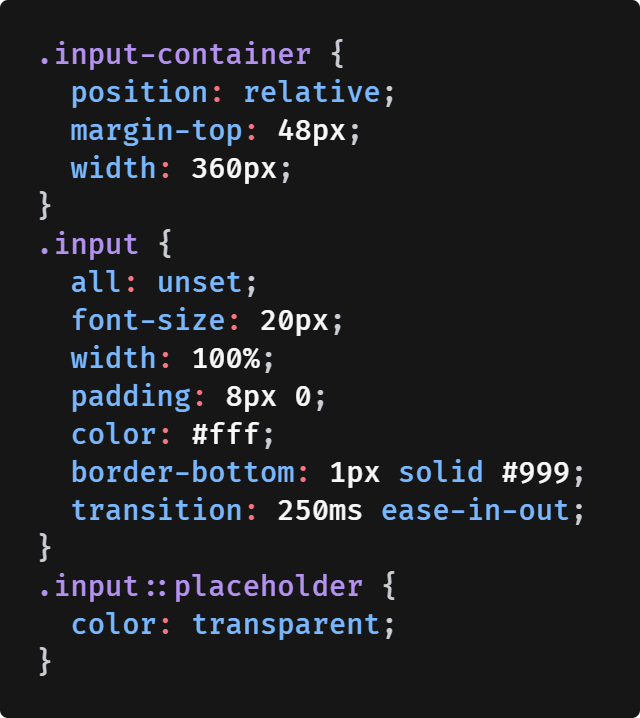 .input-container {
  position: relative;
  margin-top: 48px;
  width: 360px;
}
.input {
  all: unset;
  font-size: 20px;
  width: 100%;
  padding: 8px 0;
  color: #fff;
  border-bottom: 1px solid #999;
  transition: 250ms ease-in-out;
}
.input::placeholder {
  color: transparent;
}